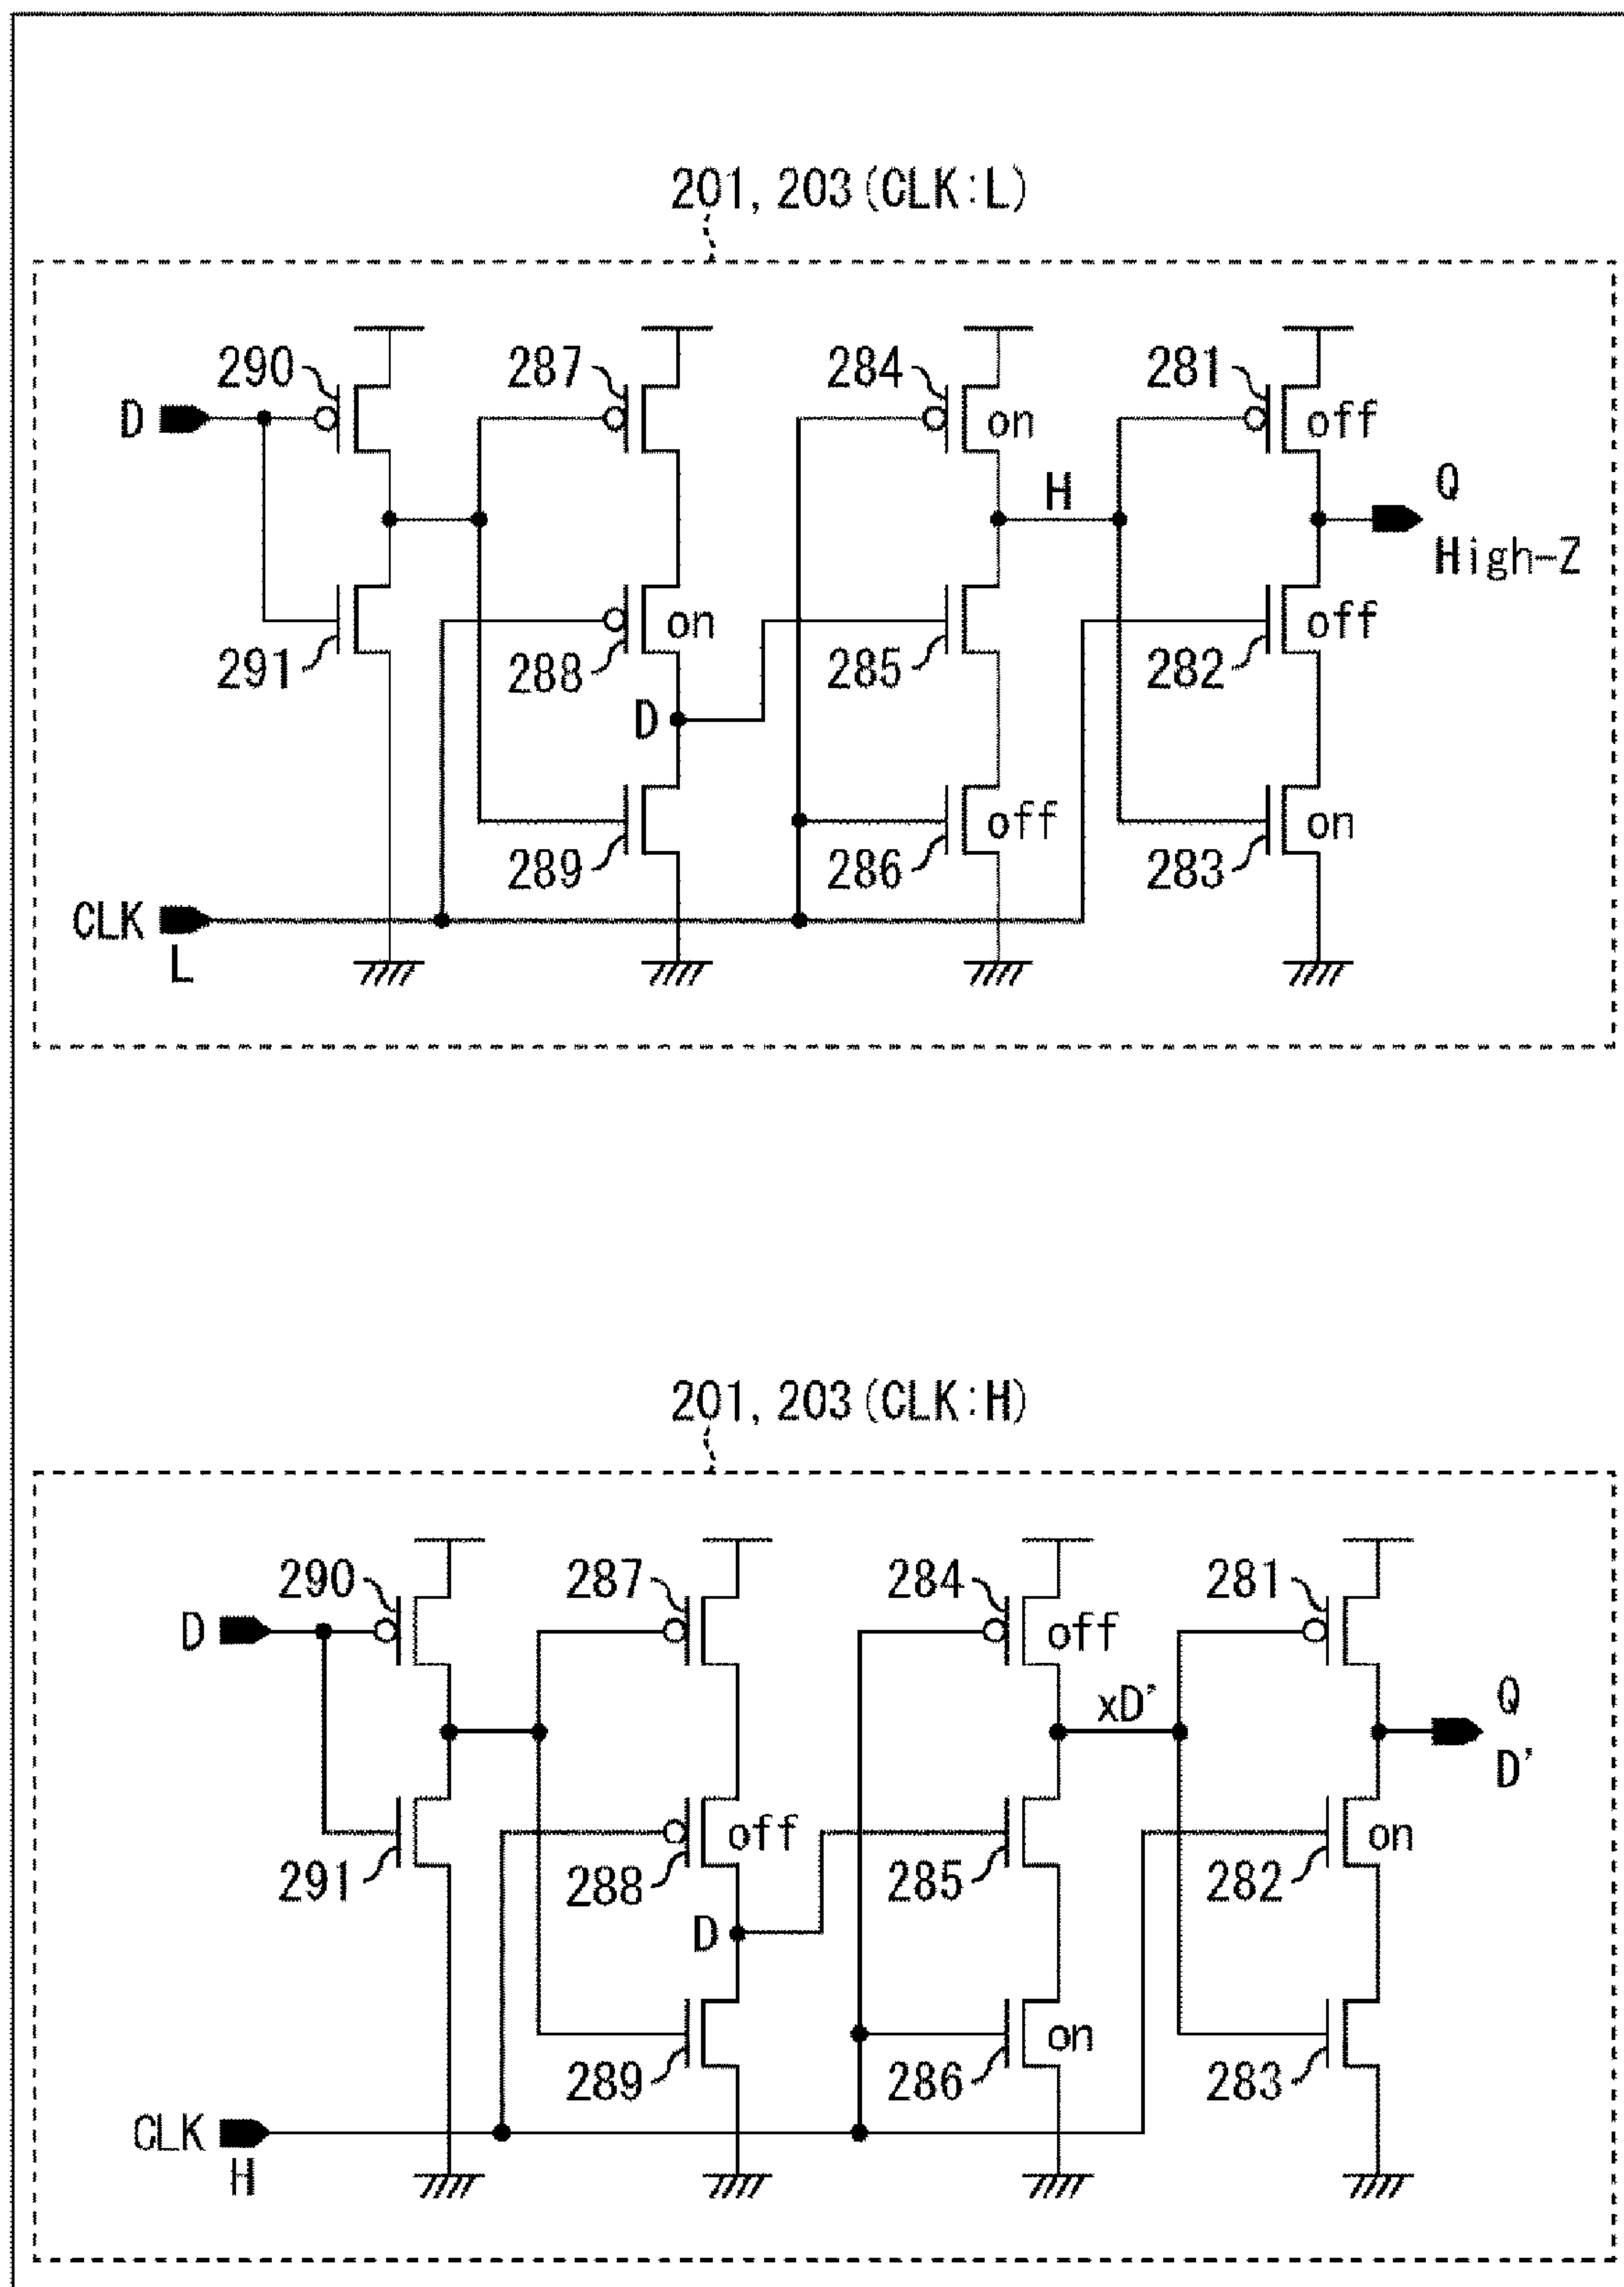 201, 203 (CLK:L)
290
287
284
281
D
on
off
H
Q
High-Z
291
288
on
285
282
off
D
289
286
off
283
on
CLK
L
201, 203 (CLK:H)
290
287
284
281
D
off
xD'
Q
D'
291
288
off
285
282
on
D
289
286
on
283
CLK
H